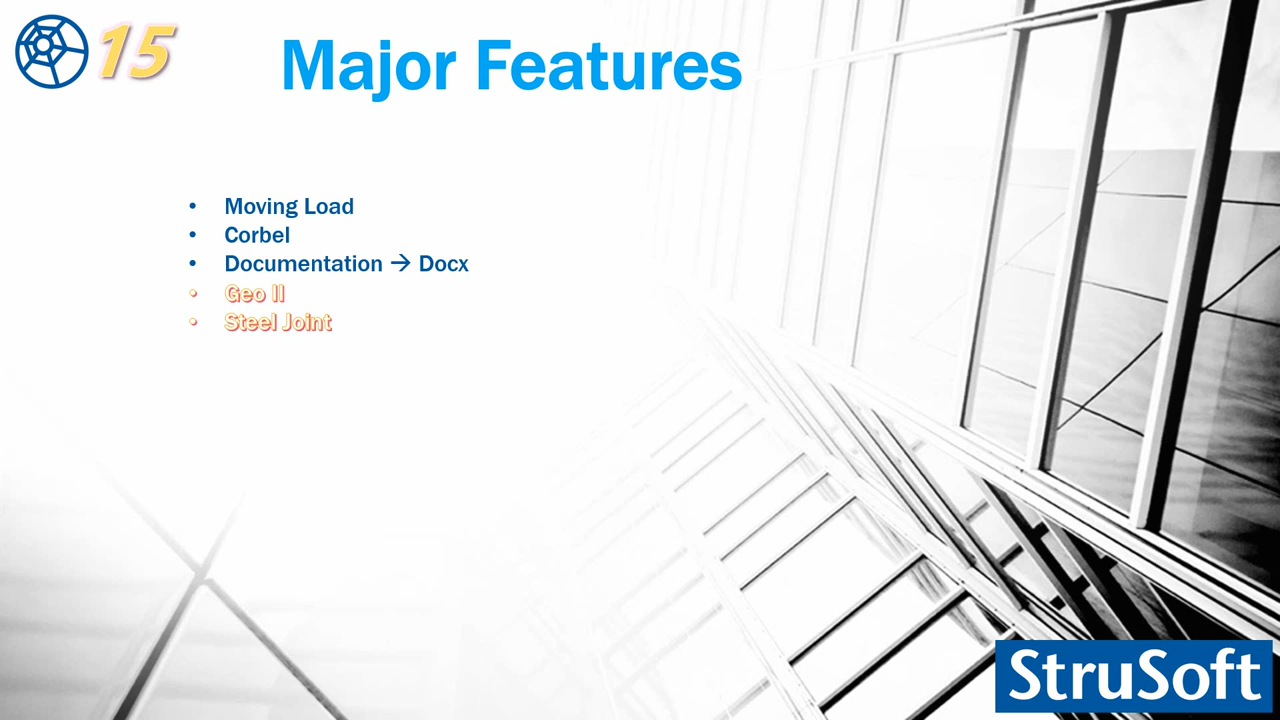 15
Major Features
• Moving Load
• Corbel
• Documentation → Docx
• Geo II
• Steel Joint
StruSoft